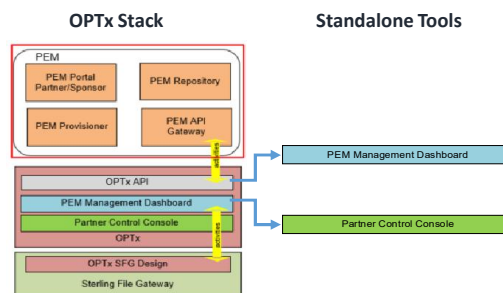 OPTx Stack
Standalone Tools
PEM
PEM Portal
Partner/Sponsor
PEM Repository
PEM Provisioner
PEM API
Gateway
activities
OPTx API
PEM Management Dashboard
PEM Management Dashboard
Partner Control Console
OPTx
Partner Control Console
activities
OPTx SFG Design
Sterling File Gateway